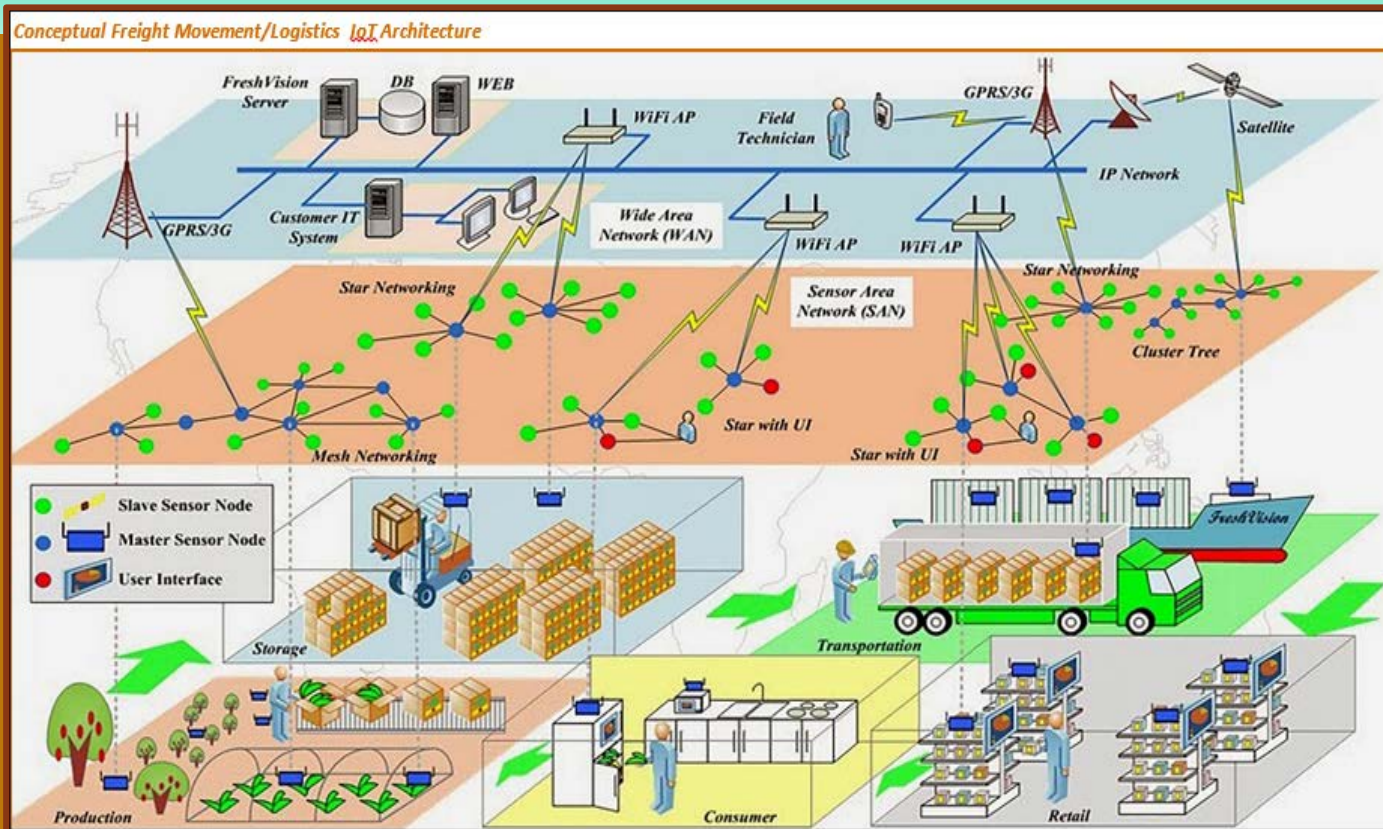 Conceptual Freight Movement/Logistics IoT Architecture
FreshVision
Server
DB
WEB
WiFi AP
Field
Technician
GPRS/3G
Satellite
IP Network
GPRS/3G
Customer IT
System
Wide Area
Network (WAN)
WiFi AP
WiFi AP
Star Networking
Sensor Area
Network (SAN)
Star Networking
Cluster Tree
Star with UI
Star with UI
Mesh Networking
Slave Sensor Node
Master Sensor Node
User Interface
FreshVision
Storage
Transportation
Production
Consumer
Retail